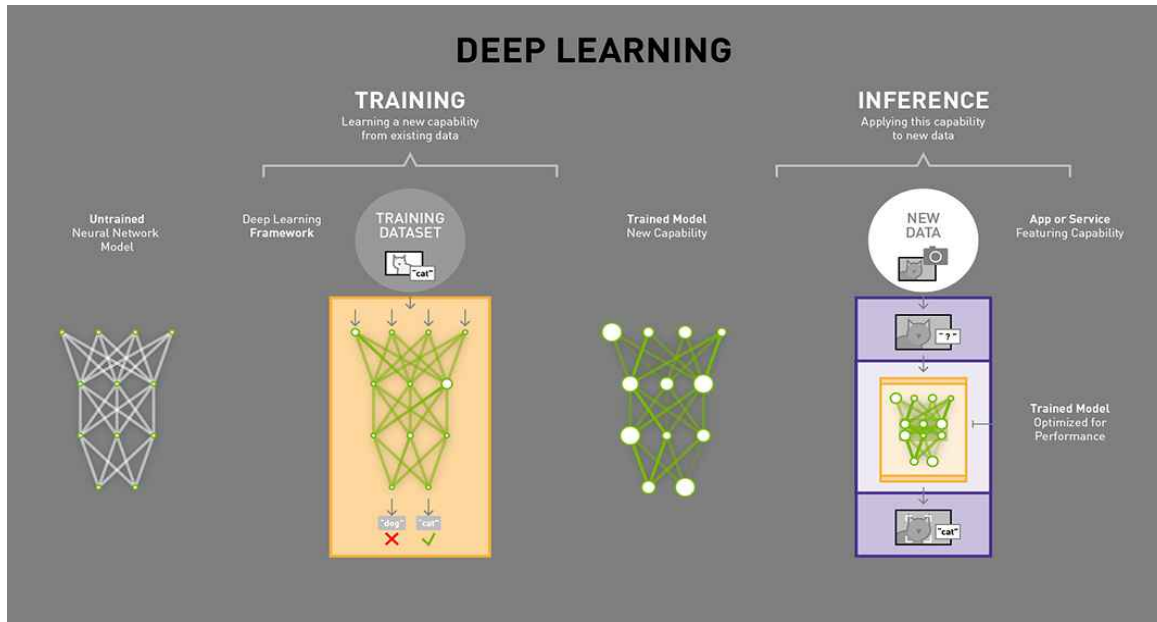 DEEP LEARNING
TRAINING
Learning a new capability
from existing data
INFERENCE
Applying this capability
to new data
Untrained
Neural Network
Model
Deep Learning
Framework
TRAINING
DATASET
"cat"
Trained Model
New Capability
NEW
DATA
App or Service
Featuring Capability
"?"
Trained Model
Optimized for
Performance
"dog"
"cat"
"cat"